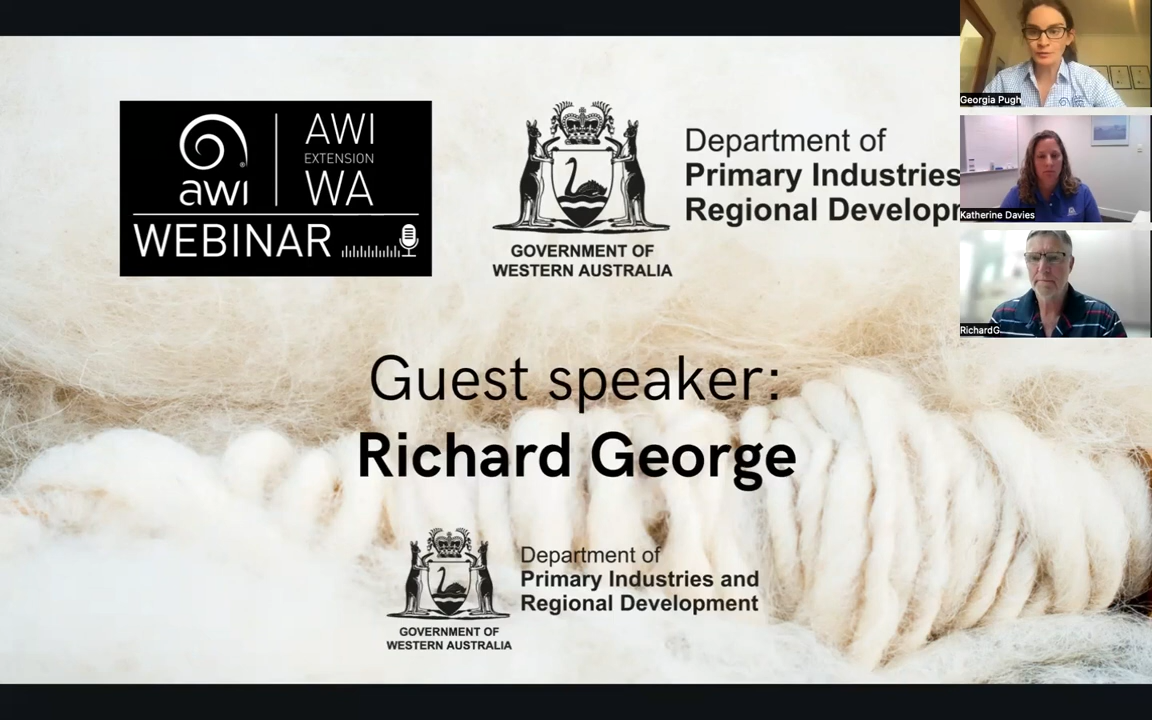 awi
AWI
EXTENSION
WA
WEBINAR
GOVERNMENT OF
WESTERN AUSTRALIA
Department of
Primary Industries
Regional
Georgia Pugh
Katherine Davies
RichardG
Guest speaker:
Richard George
GOVERNMENT OF
WESTERN AUSTRALIA
Department of
Primary Industries and
Regional Development